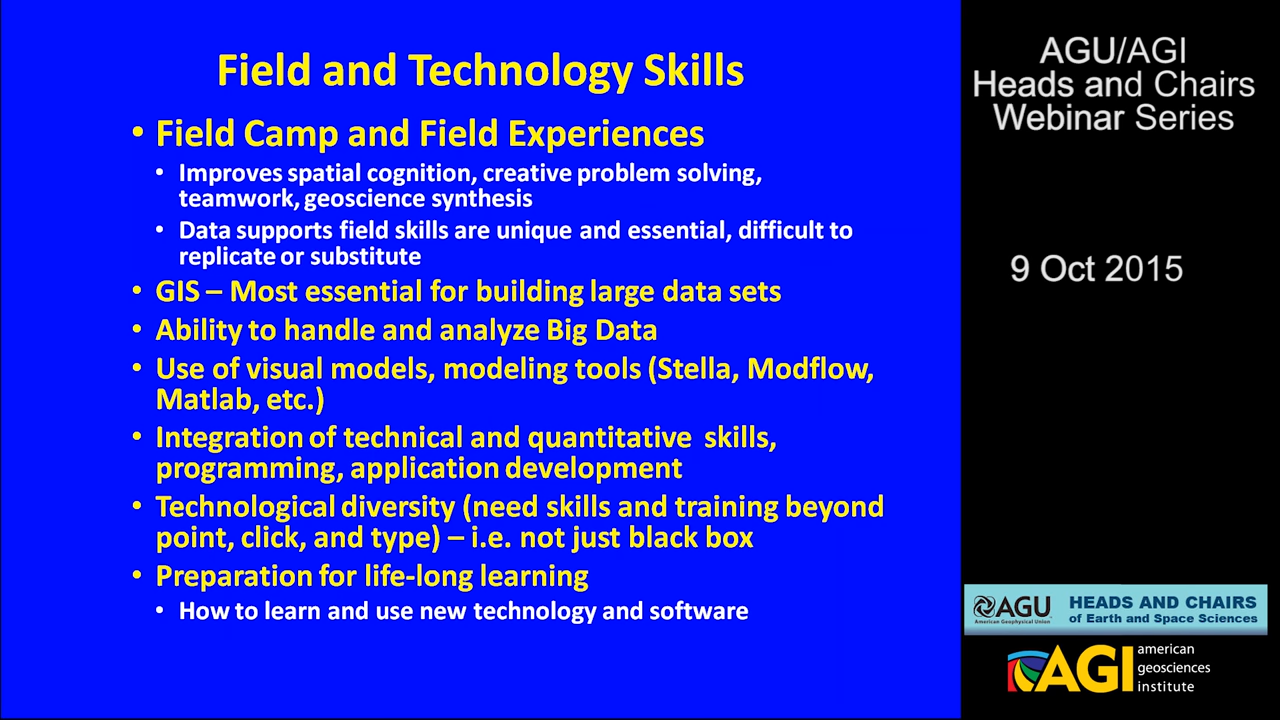 Field and Technology Skills
• Field Camp and Field Experiences
• Improves spatial cognition, creative problem solving,
teamwork, geoscience synthesis
• Data supports field skills are unique and essential, difficult to
replicate or substitute
• GIS – Most essential for building large data sets
• Ability to handle and analyze Big Data
• Use of visual models, modeling tools (Stella, Modflow,
Matlab, etc.)
• Integration of technical and quantitative skills,
programming, application development
• Technological diversity (need skills and training beyond
point, click, and type) – i.e. not just black box
• Preparation for life-long learning
• How to learn and use new technology and software
AGU/AGI
Heads and Chairs
Webinar Series
9 Oct 2015
AGU
American Geophysical Union
HEADS AND CHAIRS
of Earth and Space Sciences
AGI
american
geosciences
institute